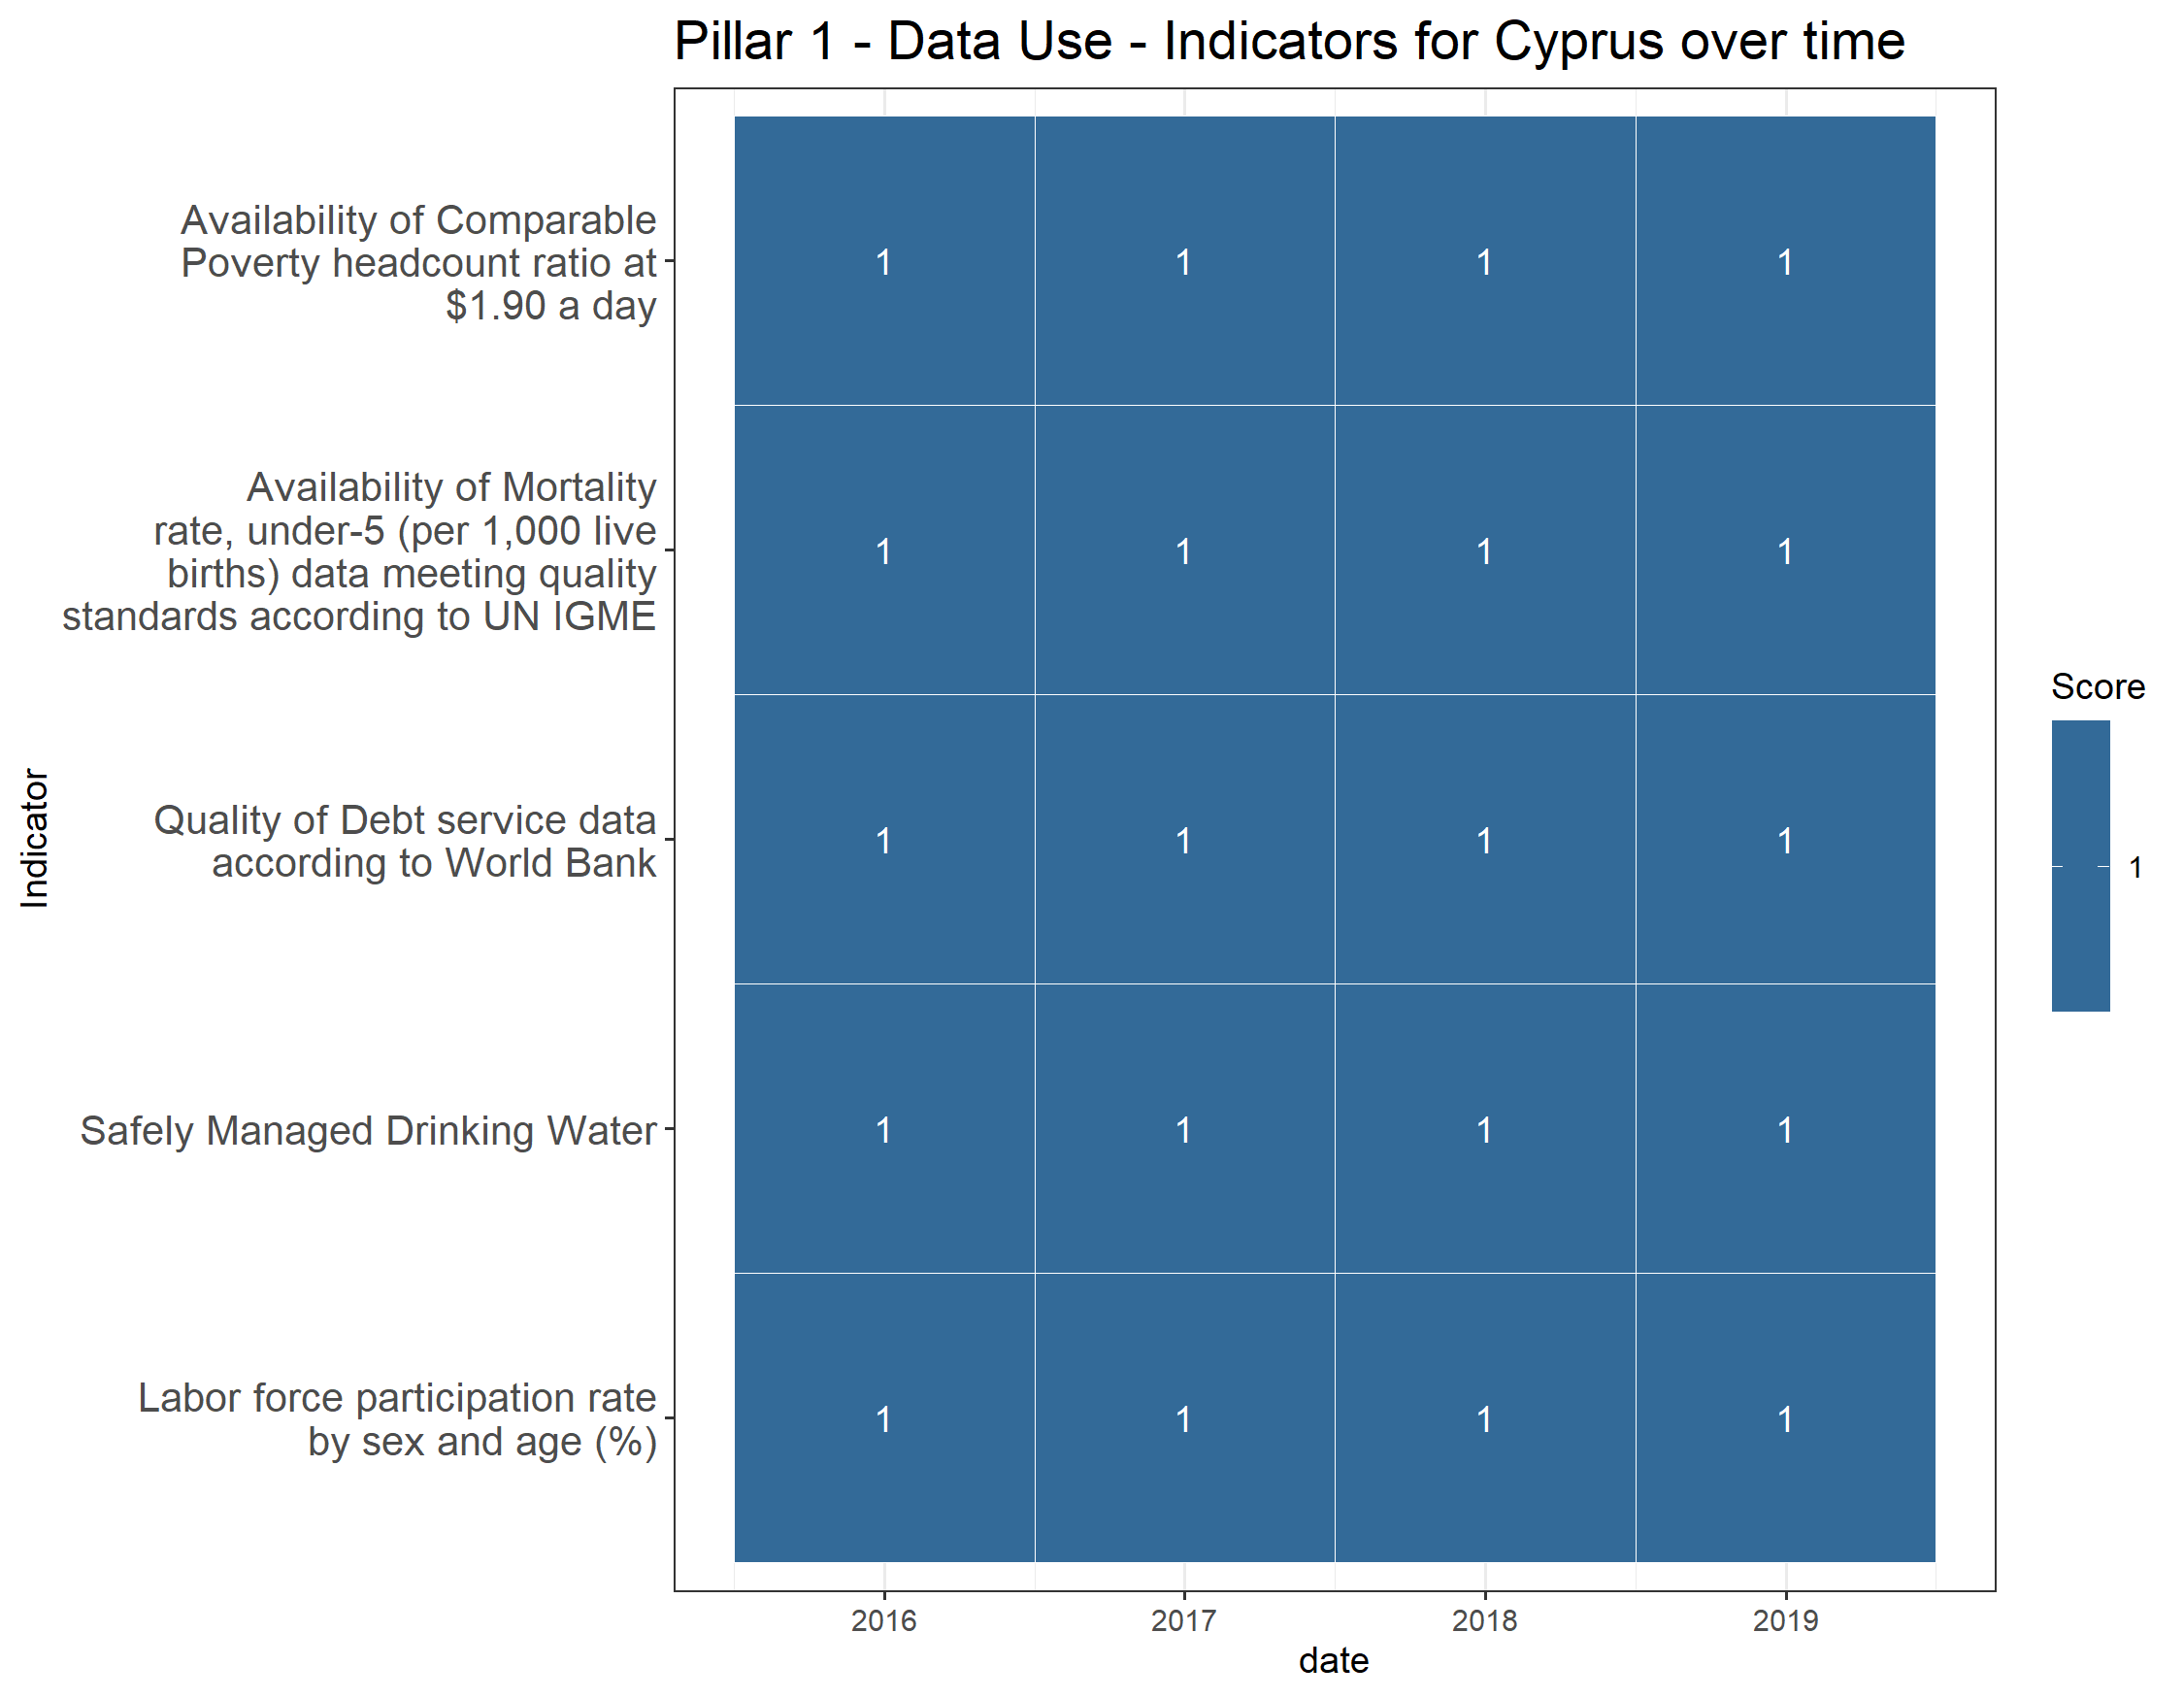 Pillar 1 - Data Use - Indicators for Cyprus over time
Availability of Comparable
Poverty headcount ratio at
$1.90 a day
1 1 1 1
Availability of Mortality
rate, under-5 (per 1,000 live
births) data meeting quality
standards according to UN IGME
1 1 1 1
Quality of Debt service data
according to World Bank
1 1 1 1
Safely Managed Drinking Water
1 1 1 1
Labor force participation rate
by sex and age (%)
1 1 1 1
Indicator
2016 2017 2018 2019
date
Score
1